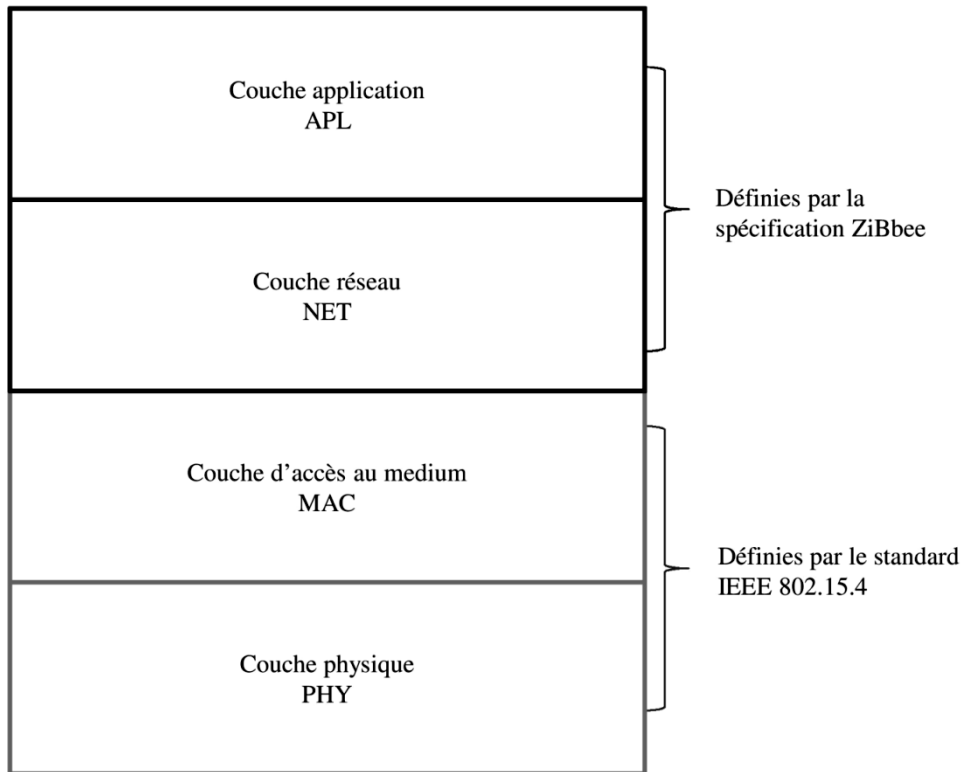 Couche application
APL
Définies par la
spécification ZiBbee
Couche réseau
NET
Couche d'accès au medium
MAC
Définies par le standard
IEEE 802.15.4
Couche physique
PHY